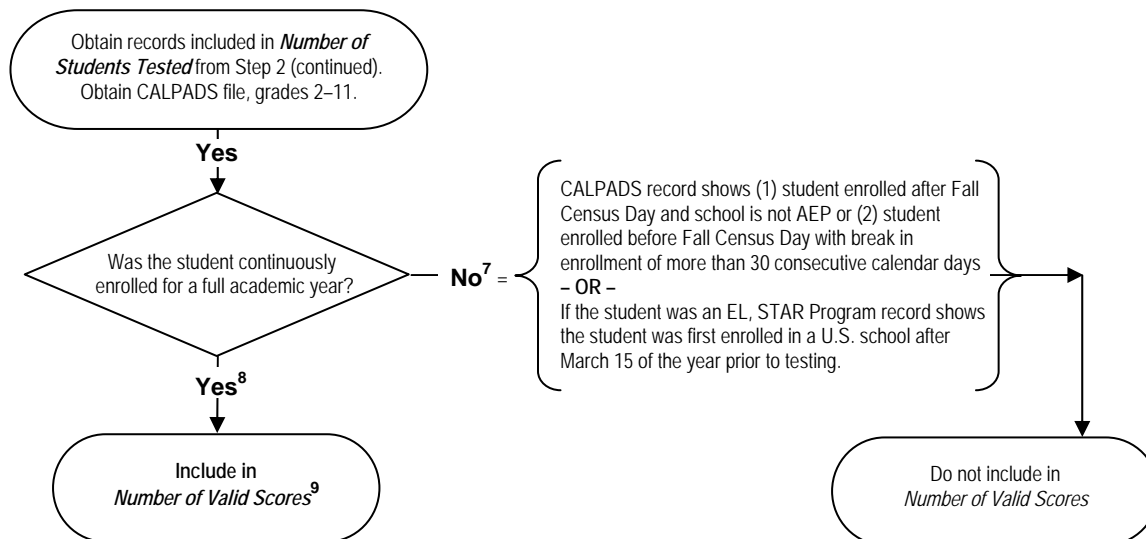 Obtain records included in Number of
Students Tested from Step 2 (continued).
Obtain CALPADS file, grades 2–11.
Yes
Was the student continuously
enrolled for a full academic year?
No7 =
CALPADS record shows (1) student enrolled after Fall
Census Day and school is not AEP or (2) student
enrolled before Fall Census Day with break in
enrollment of more than 30 consecutive calendar days
– OR –
If the student was an EL, STAR Program record shows
the student was first enrolled in a U.S. school after
March 15 of the year prior to testing.
Yes8
Include in
Number of Valid Scores9
Do not include in
Number of Valid Scores